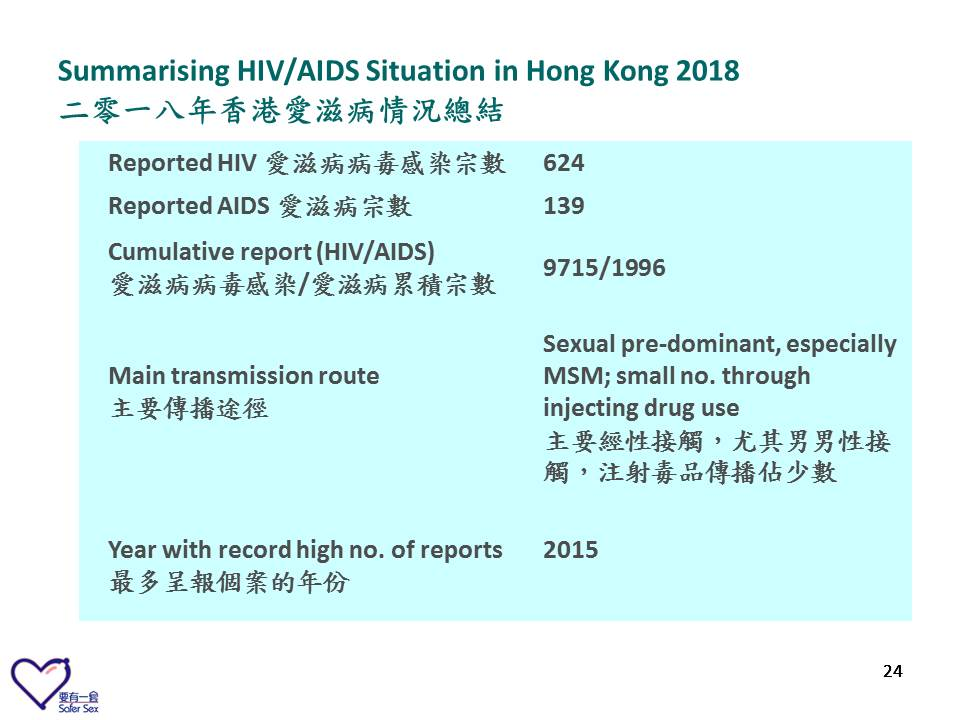 Summarising HIV/AIDS Situation in Hong Kong 2018
二零一八年香港愛滋病情況總結
Reported HIV 愛滋病病毒感染宗數 624
Reported AIDS 愛滋病宗數 139
Cumulative report (HIV/AIDS)
愛滋病病毒感染/愛滋病累積宗數
9715/1996
Main transmission route
主要傳播途徑
Sexual pre-dominant, especially
MSM; small no. through
injecting drug use
主要經性接觸，尤其男男性接
觸，注射毒品傳播佔少數
Year with record high no. of reports
最多呈報個案的年份
2015
要有一套
Safer Sex
24